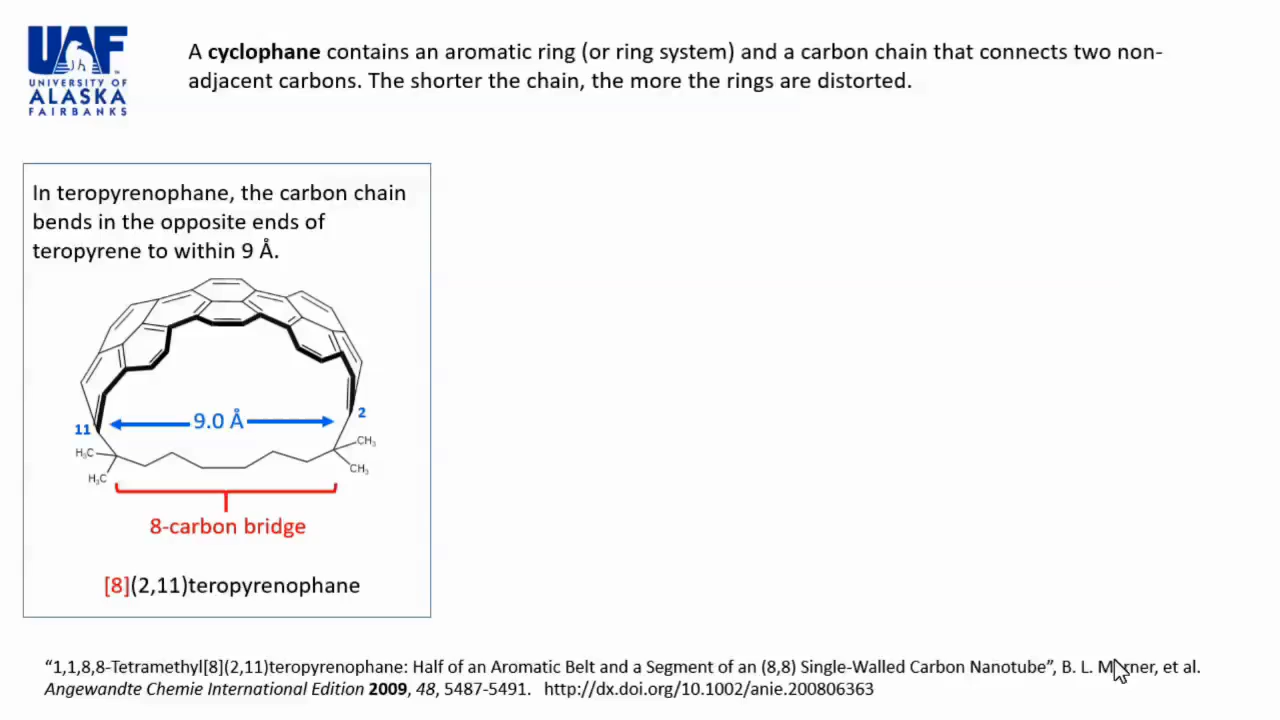 UAF
UNIVERSITY OF
ALASKA
FAIRBANKS
A cyclophane contains an aromatic ring (or ring system) and a carbon chain that connects two non-
adjacent carbons. The shorter the chain, the more the rings are distorted.
In teropyrenophane, the carbon chain
bends in the opposite ends of
teropyrene to within 9 Å.
2
9.0 Å
11
CH₃
H₃C
CH₃
H₃C
8-carbon bridge
[8](2,11)teropyrenophane
“1,1,8,8-Tetramethyl[8](2,11)teropyrenophane: Half of an Aromatic Belt and a Segment of an (8,8) Single-Walled Carbon Nanotube”, B. L. et al.
Angewandte Chemie International Edition 2009, 48, 5487-5491. http://dx.doi.org/10.1002/anie.200806363